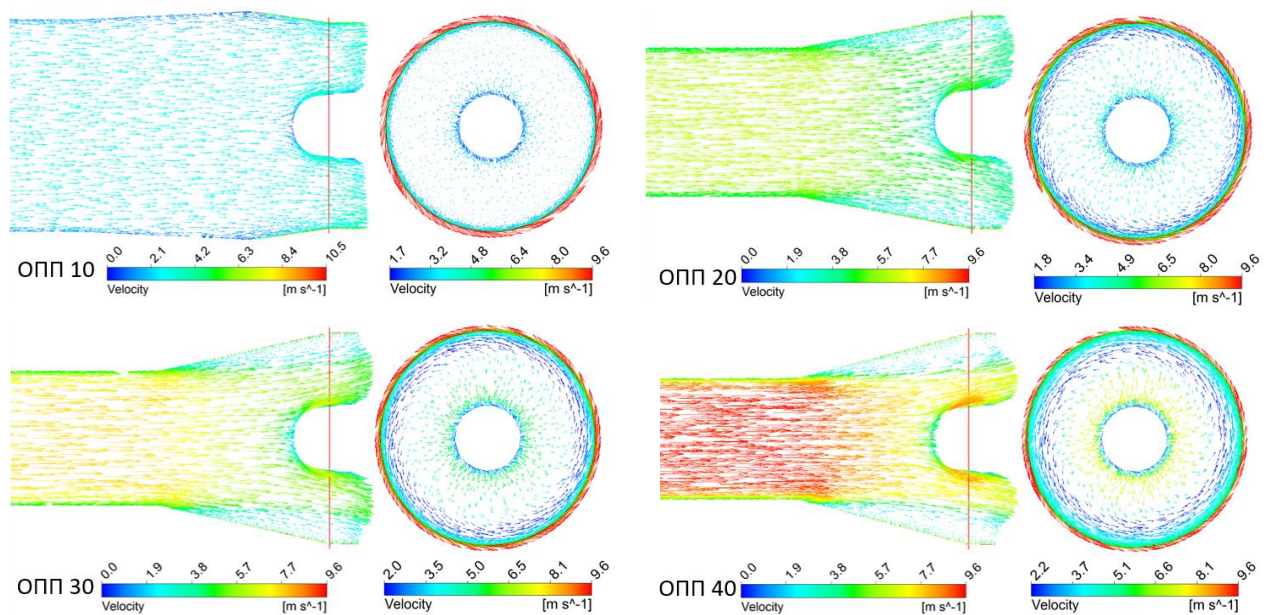 0.0 2.1 4.2 6.3 8.4 10.5
ОПП 10
Velocity [m s^-1]
1.7 3.2 4.8 6.4 8.0 9.6
Velocity [m s^-1]
0.0 1.9 3.8 5.7 7.7 9.6
ОПП 20
Velocity [m s^-1]
1.8 3.4 4.9 6.5 8.0 9.6
Velocity [m s^-1]
0.0 1.9 3.8 5.7 7.7 9.6
ОПП 30
Velocity [m s^-1]
2.0 3.5 5.0 6.5 8.1 9.6
Velocity [m s^-1]
0.0 1.9 3.8 5.7 7.7 9.6
ОПП 40
Velocity [m s^-1]
2.2 3.7 5.1 6.6 8.1 9.6
Velocity [m s^-1]